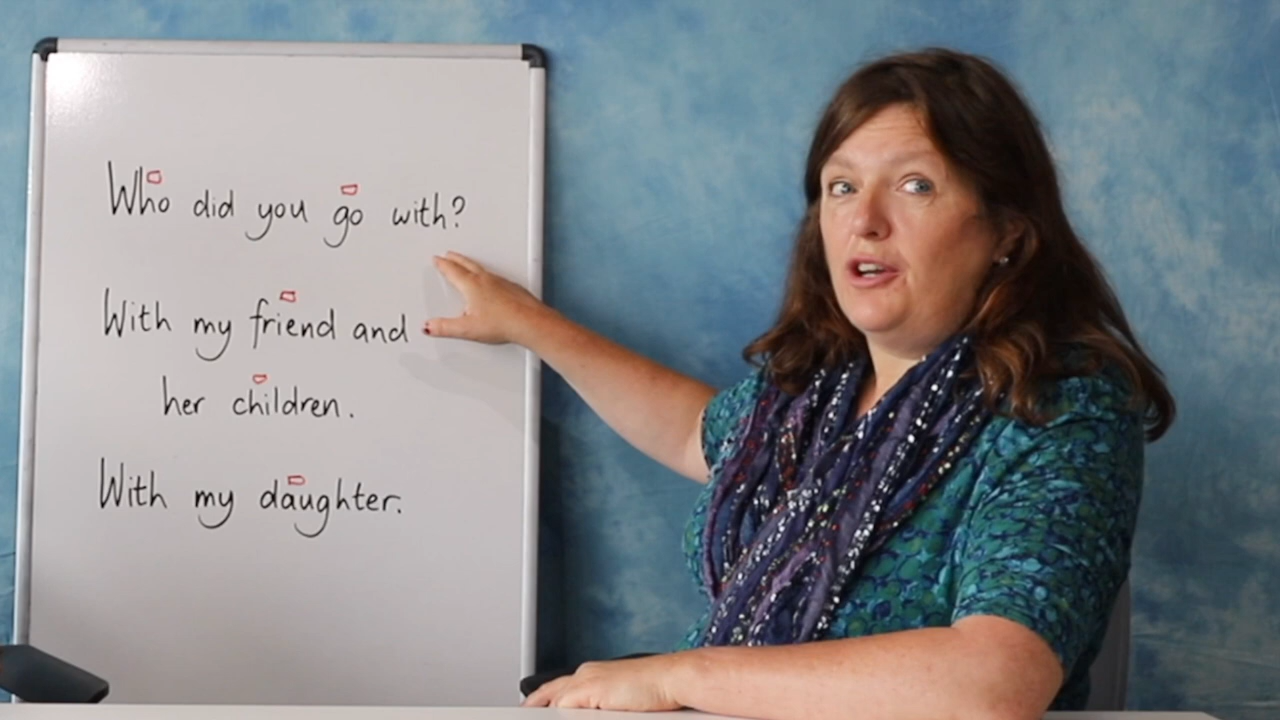 Who did you go with?
With my friend and
her children.
With my daughter.